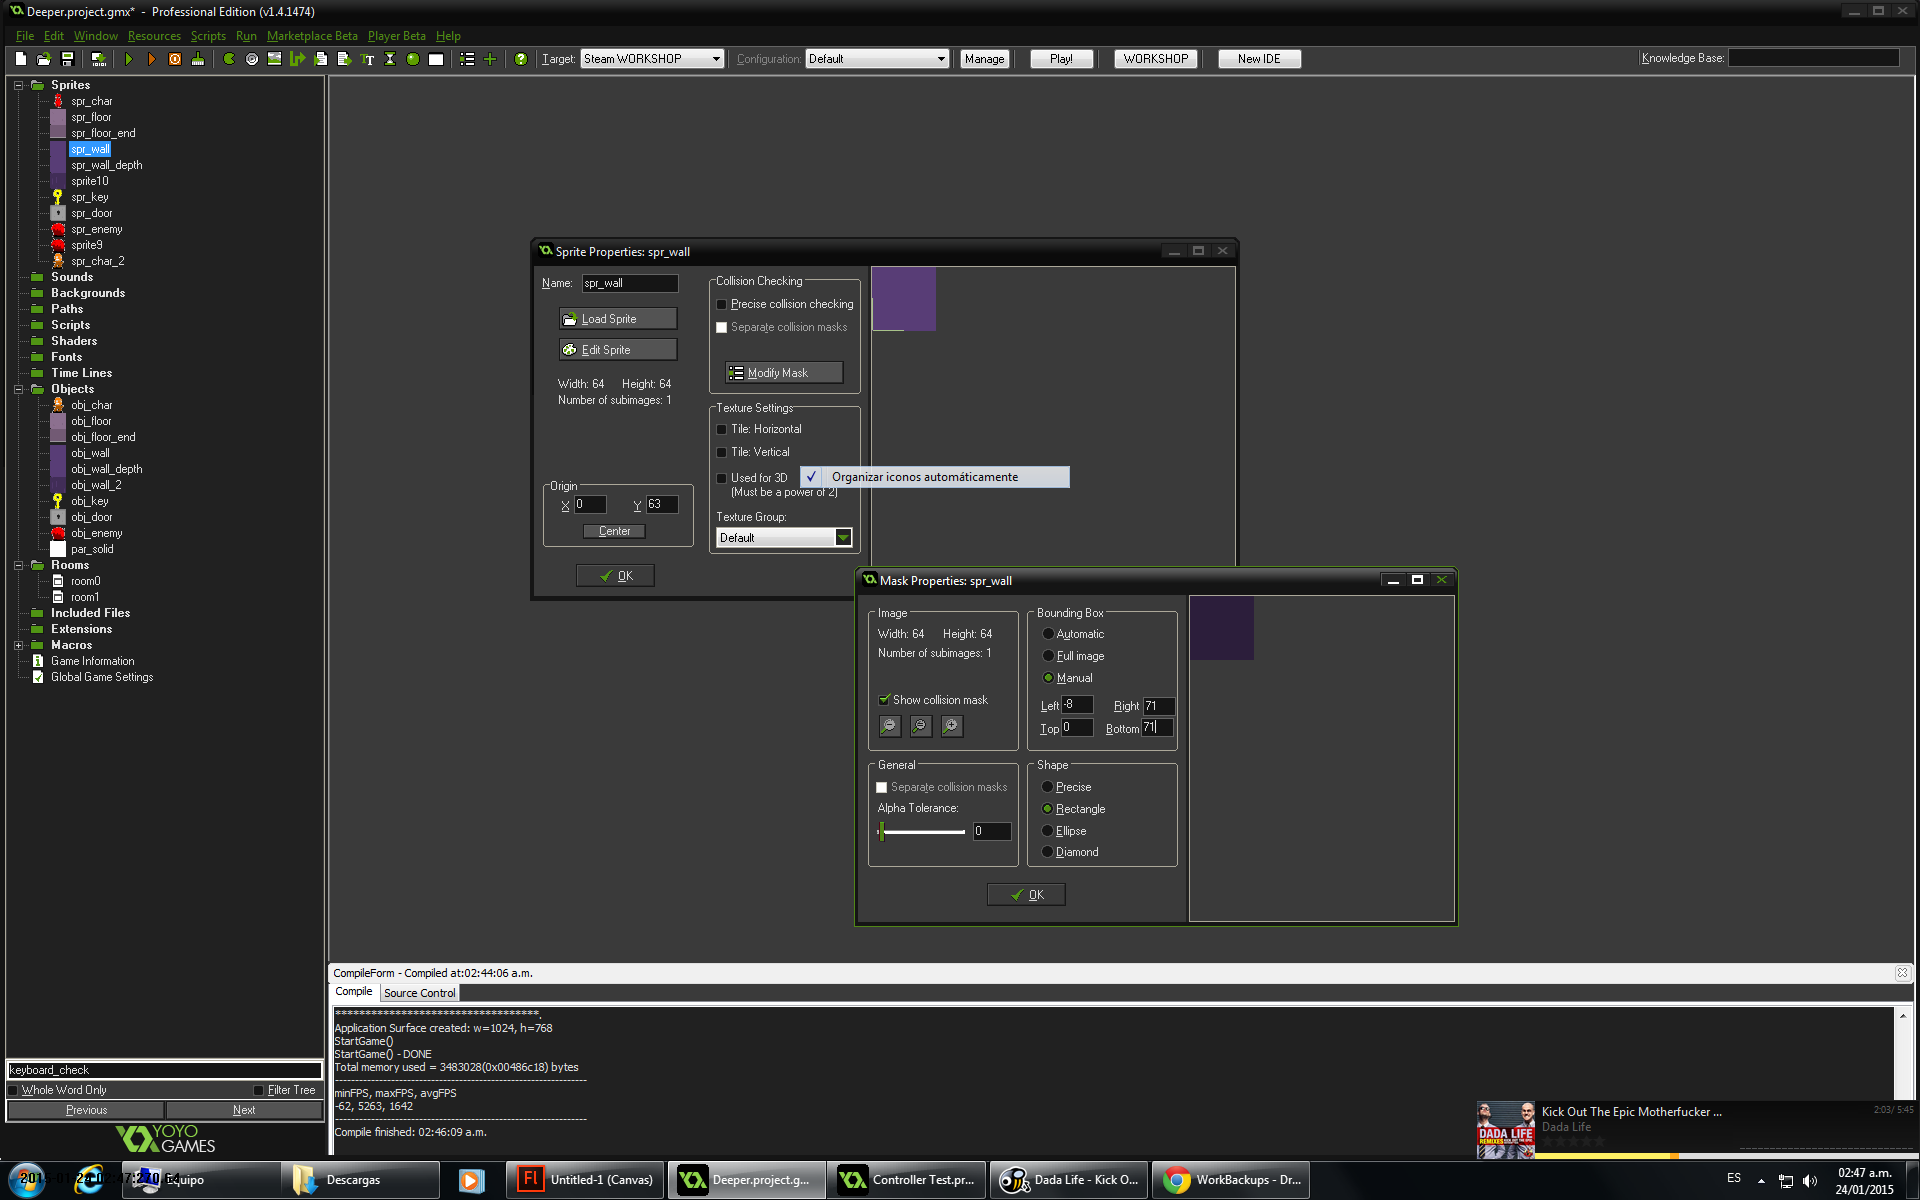 Deeper.project.gmx* - Professional Edition (v1.4.1474)
File Edit Window Resources Scripts Run Marketplace Beta Player Beta Help
Target: Steam WORKSHOP Configuration: Default Manage Play! WORKSHOP New IDE Knowledge Base:
Sprites
spr_char
spr_floor
spr_floor_end
spr_wall
spr_wall_depth
sprite10
spr_key
spr_door
spr_enemy
sprite9
spr_char_2
Sounds
Backgrounds
Paths
Scripts
Shaders
Fonts
Time Lines
Objects
obj_char
obj_floor
obj_floor_end
obj_wall
obj_wall_depth
obj_wall_2
obj_key
obj_door
obj_enemy
par_solid
Rooms
room0
room1
Included Files
Extensions
Macros
Game Information
Global Game Settings
keyboard_check
Whole Word Only Filter Tree
Previous Next
YOYO GAMES
Sprite Properties: spr_wall
Name: spr_wall
Load Sprite
Edit Sprite
Width: 64 Height: 64
Number of subimages: 1
Origin
X 0 Y 63
Center
OK
Collision Checking
Precise collision checking
Separate collision masks
Modify Mask
Texture Settings
Tile: Horizontal
Tile: Vertical
Used for 3D
(Must be a power of 2)
Texture Group:
Default
✓ Organizar iconos automáticamente
Mask Properties: spr_wall
Image
Width: 64 Height: 64
Number of subimages: 1
Show collision mask
General
Separate collision masks
Alpha Tolerance:
0
Bounding Box
Automatic
Full image
Manual
Left -8 Right 71
Top 0 Bottom 71
Shape
Precise
Rectangle
Ellipse
Diamond
OK
CompileForm - Compiled at:02:44:06 a.m.
Compile Source Control
Application Surface created: w=1024, h=768
StartGame()
StartGame() - DONE
Total memory used = 3483028(0x00486c18) bytes
minFPS, maxFPS, avgFPS
-62, 5263, 1642
Compile finished: 02:46:09 a.m.
DADA LIFE
REMIXES
Kick Out The Epic Motherfucker ...
Dada Life
2:03/ 5:45
Equipo
Descargas
Untitled-1 (Canvas)
Deeper.project.g...
Controller Test.pr...
Dada Life - Kick O...
WorkBackups - Dr...
ES
02:47 a.m.
24/01/2015